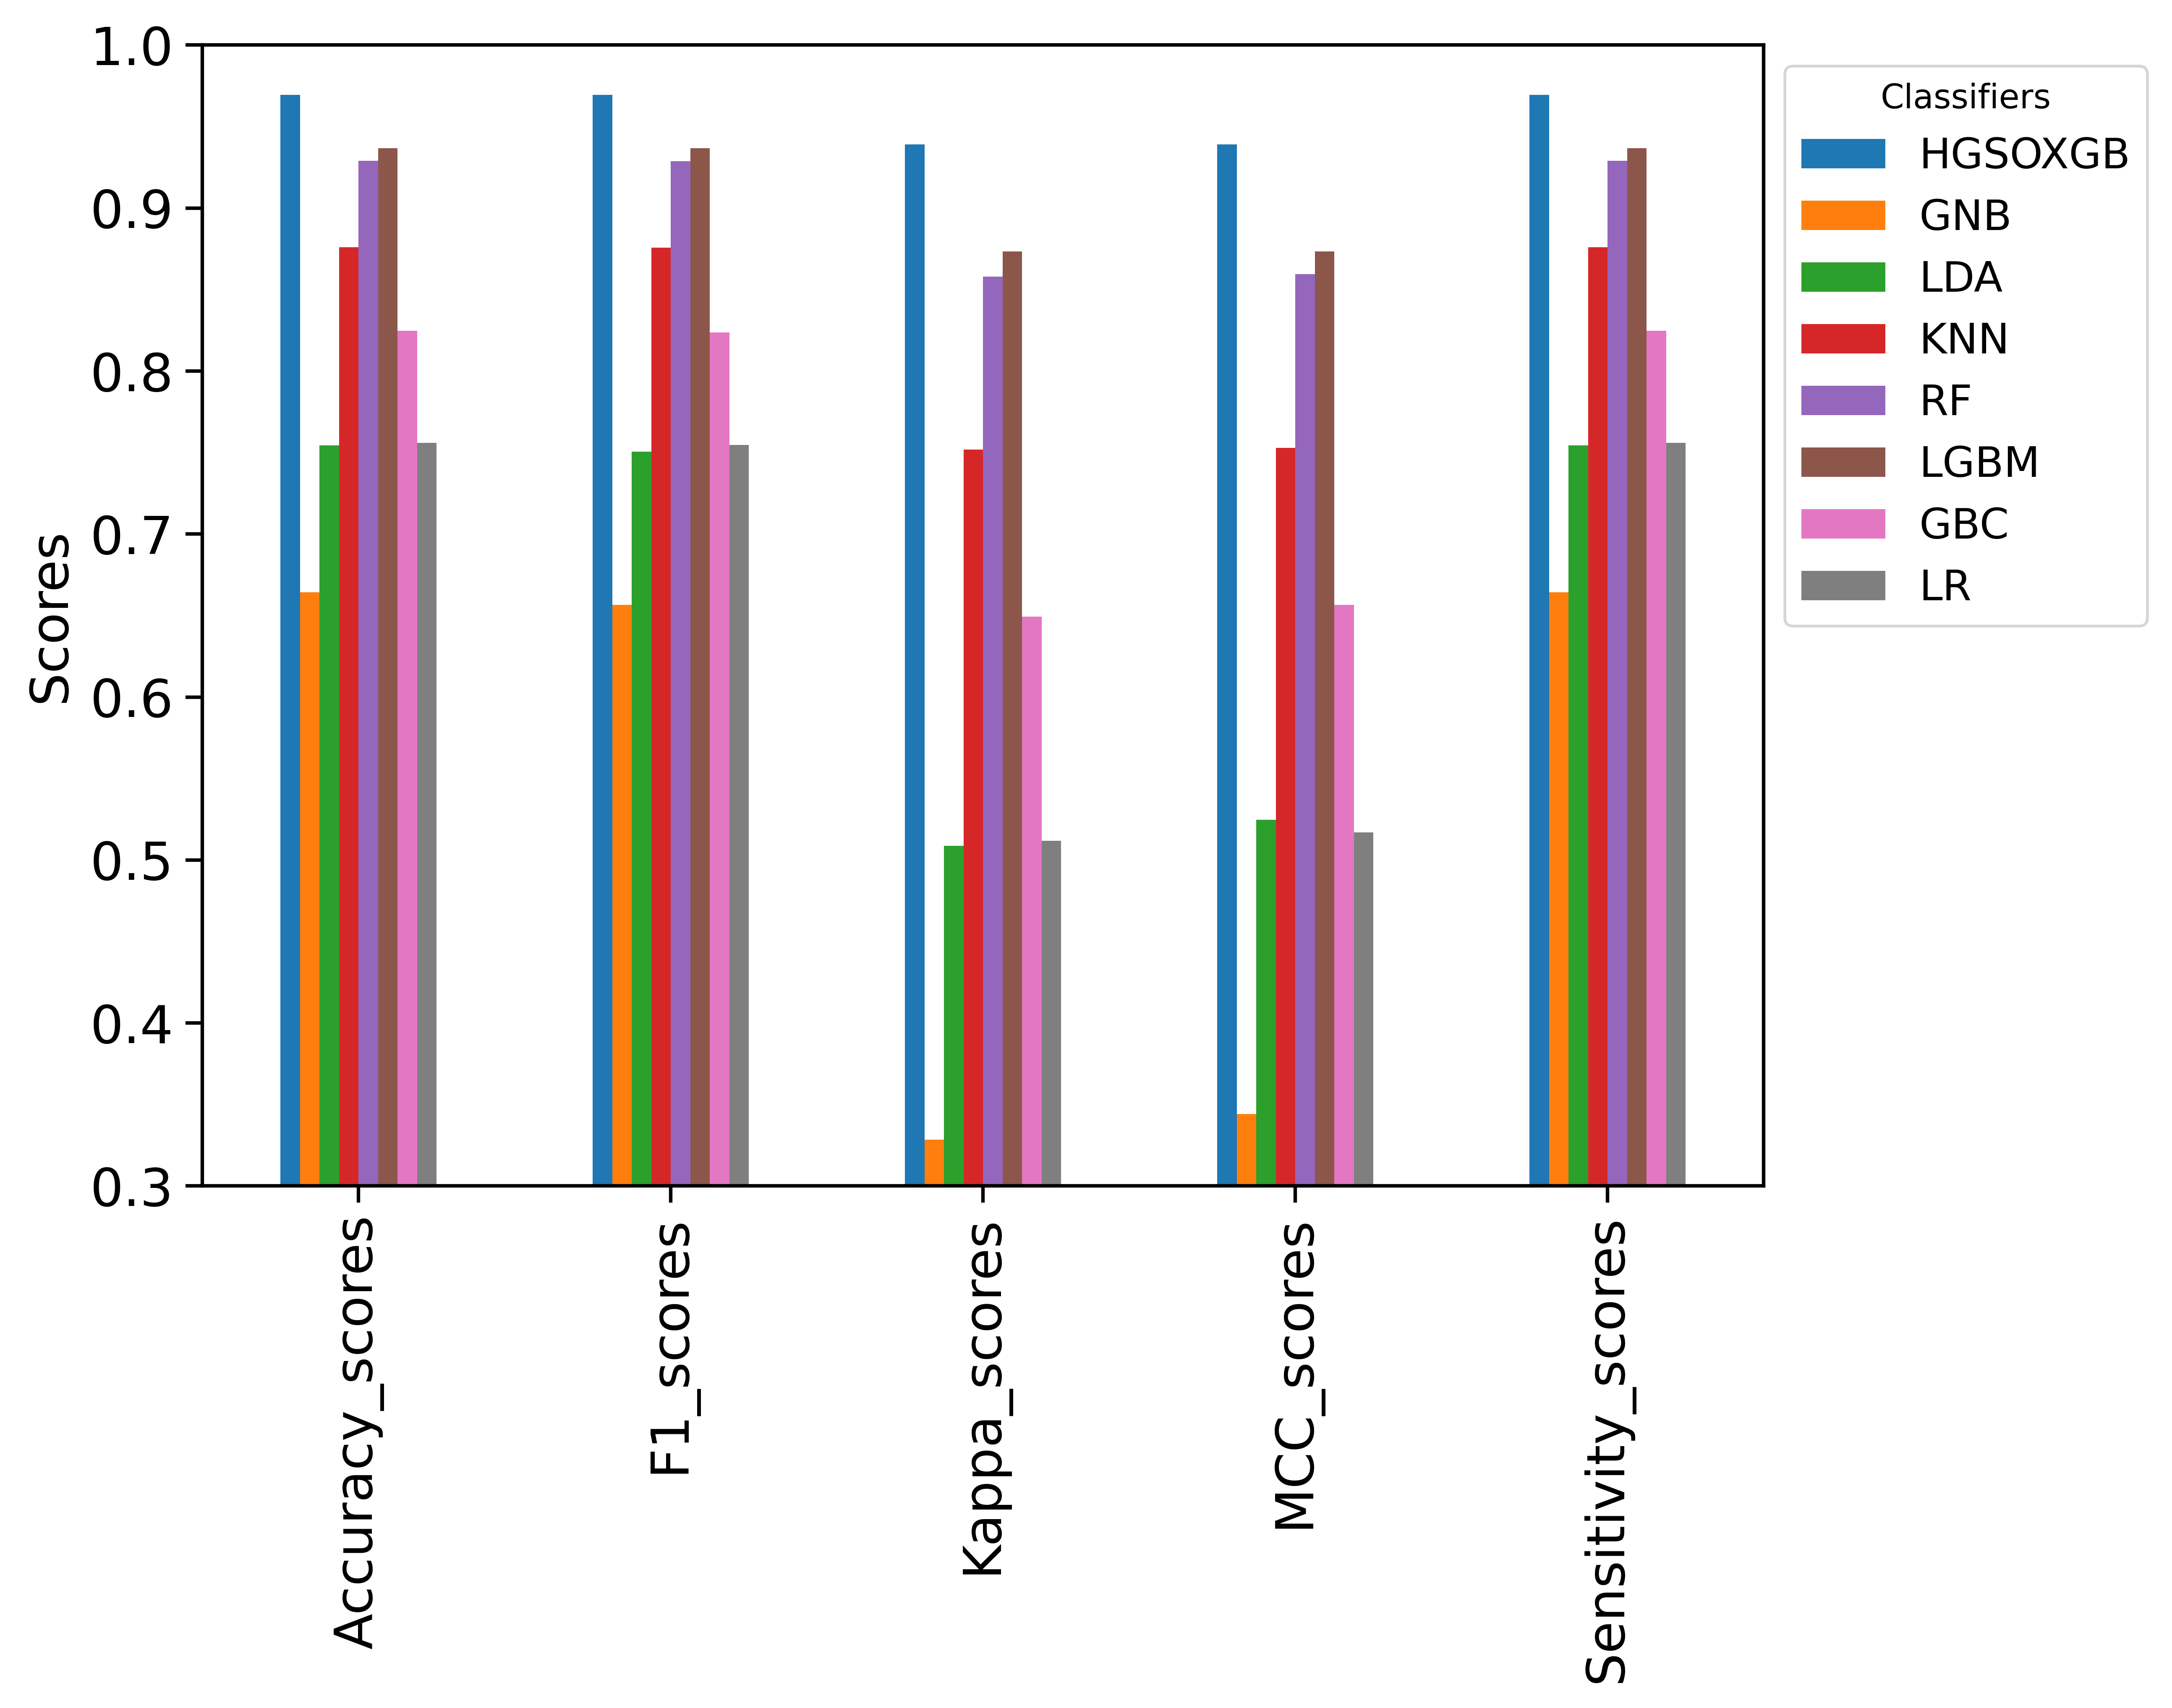 Scores
1.0
0.9
0.8
0.7
0.6
0.5
0.4
0.3
Accuracy_scores
F1_scores
Kappa_scores
MCC_scores
Sensitivity_scores
Classifiers
HGSOXGB
GNB
LDA
KNN
RF
LGBM
GBC
LR